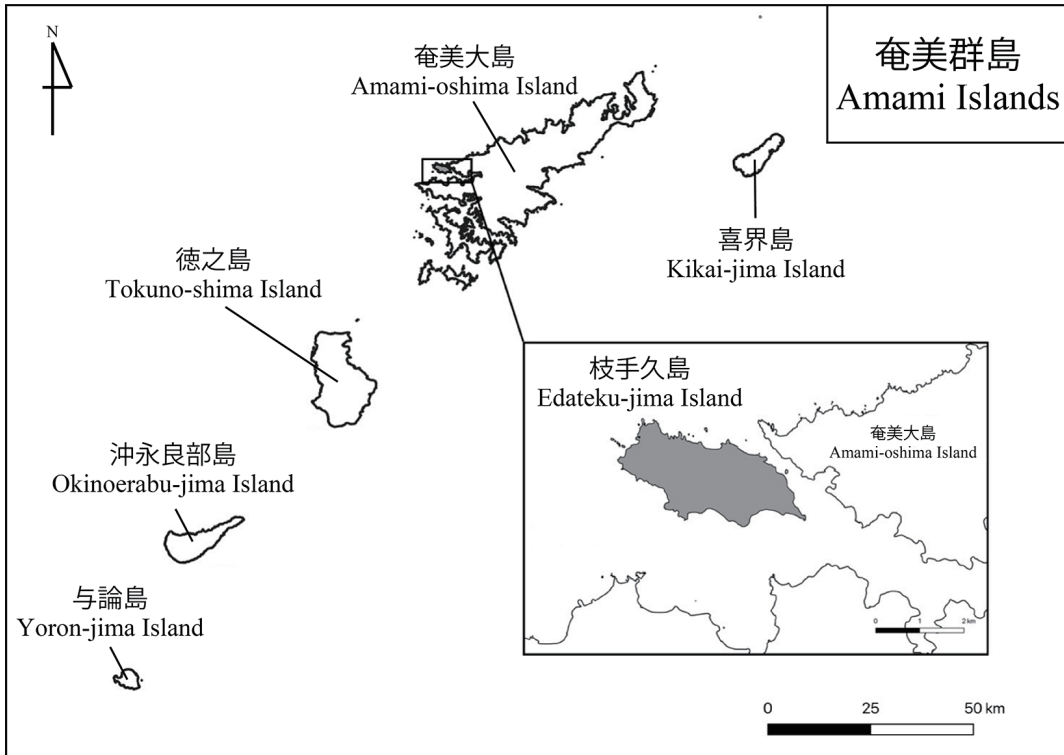 N
奄美群島
Amami Islands
奄美大島
Amami-oshima Island
喜界島
Kikai-jima Island
徳之島
Tokuno-shima Island
枝手久島
Edateku-jima Island
奄美大島
Amami-oshima Island
沖永良部島
Okinoerabu-jima Island
与論島
Yoron-jima Island
0 1 2 km
0 25 50 km